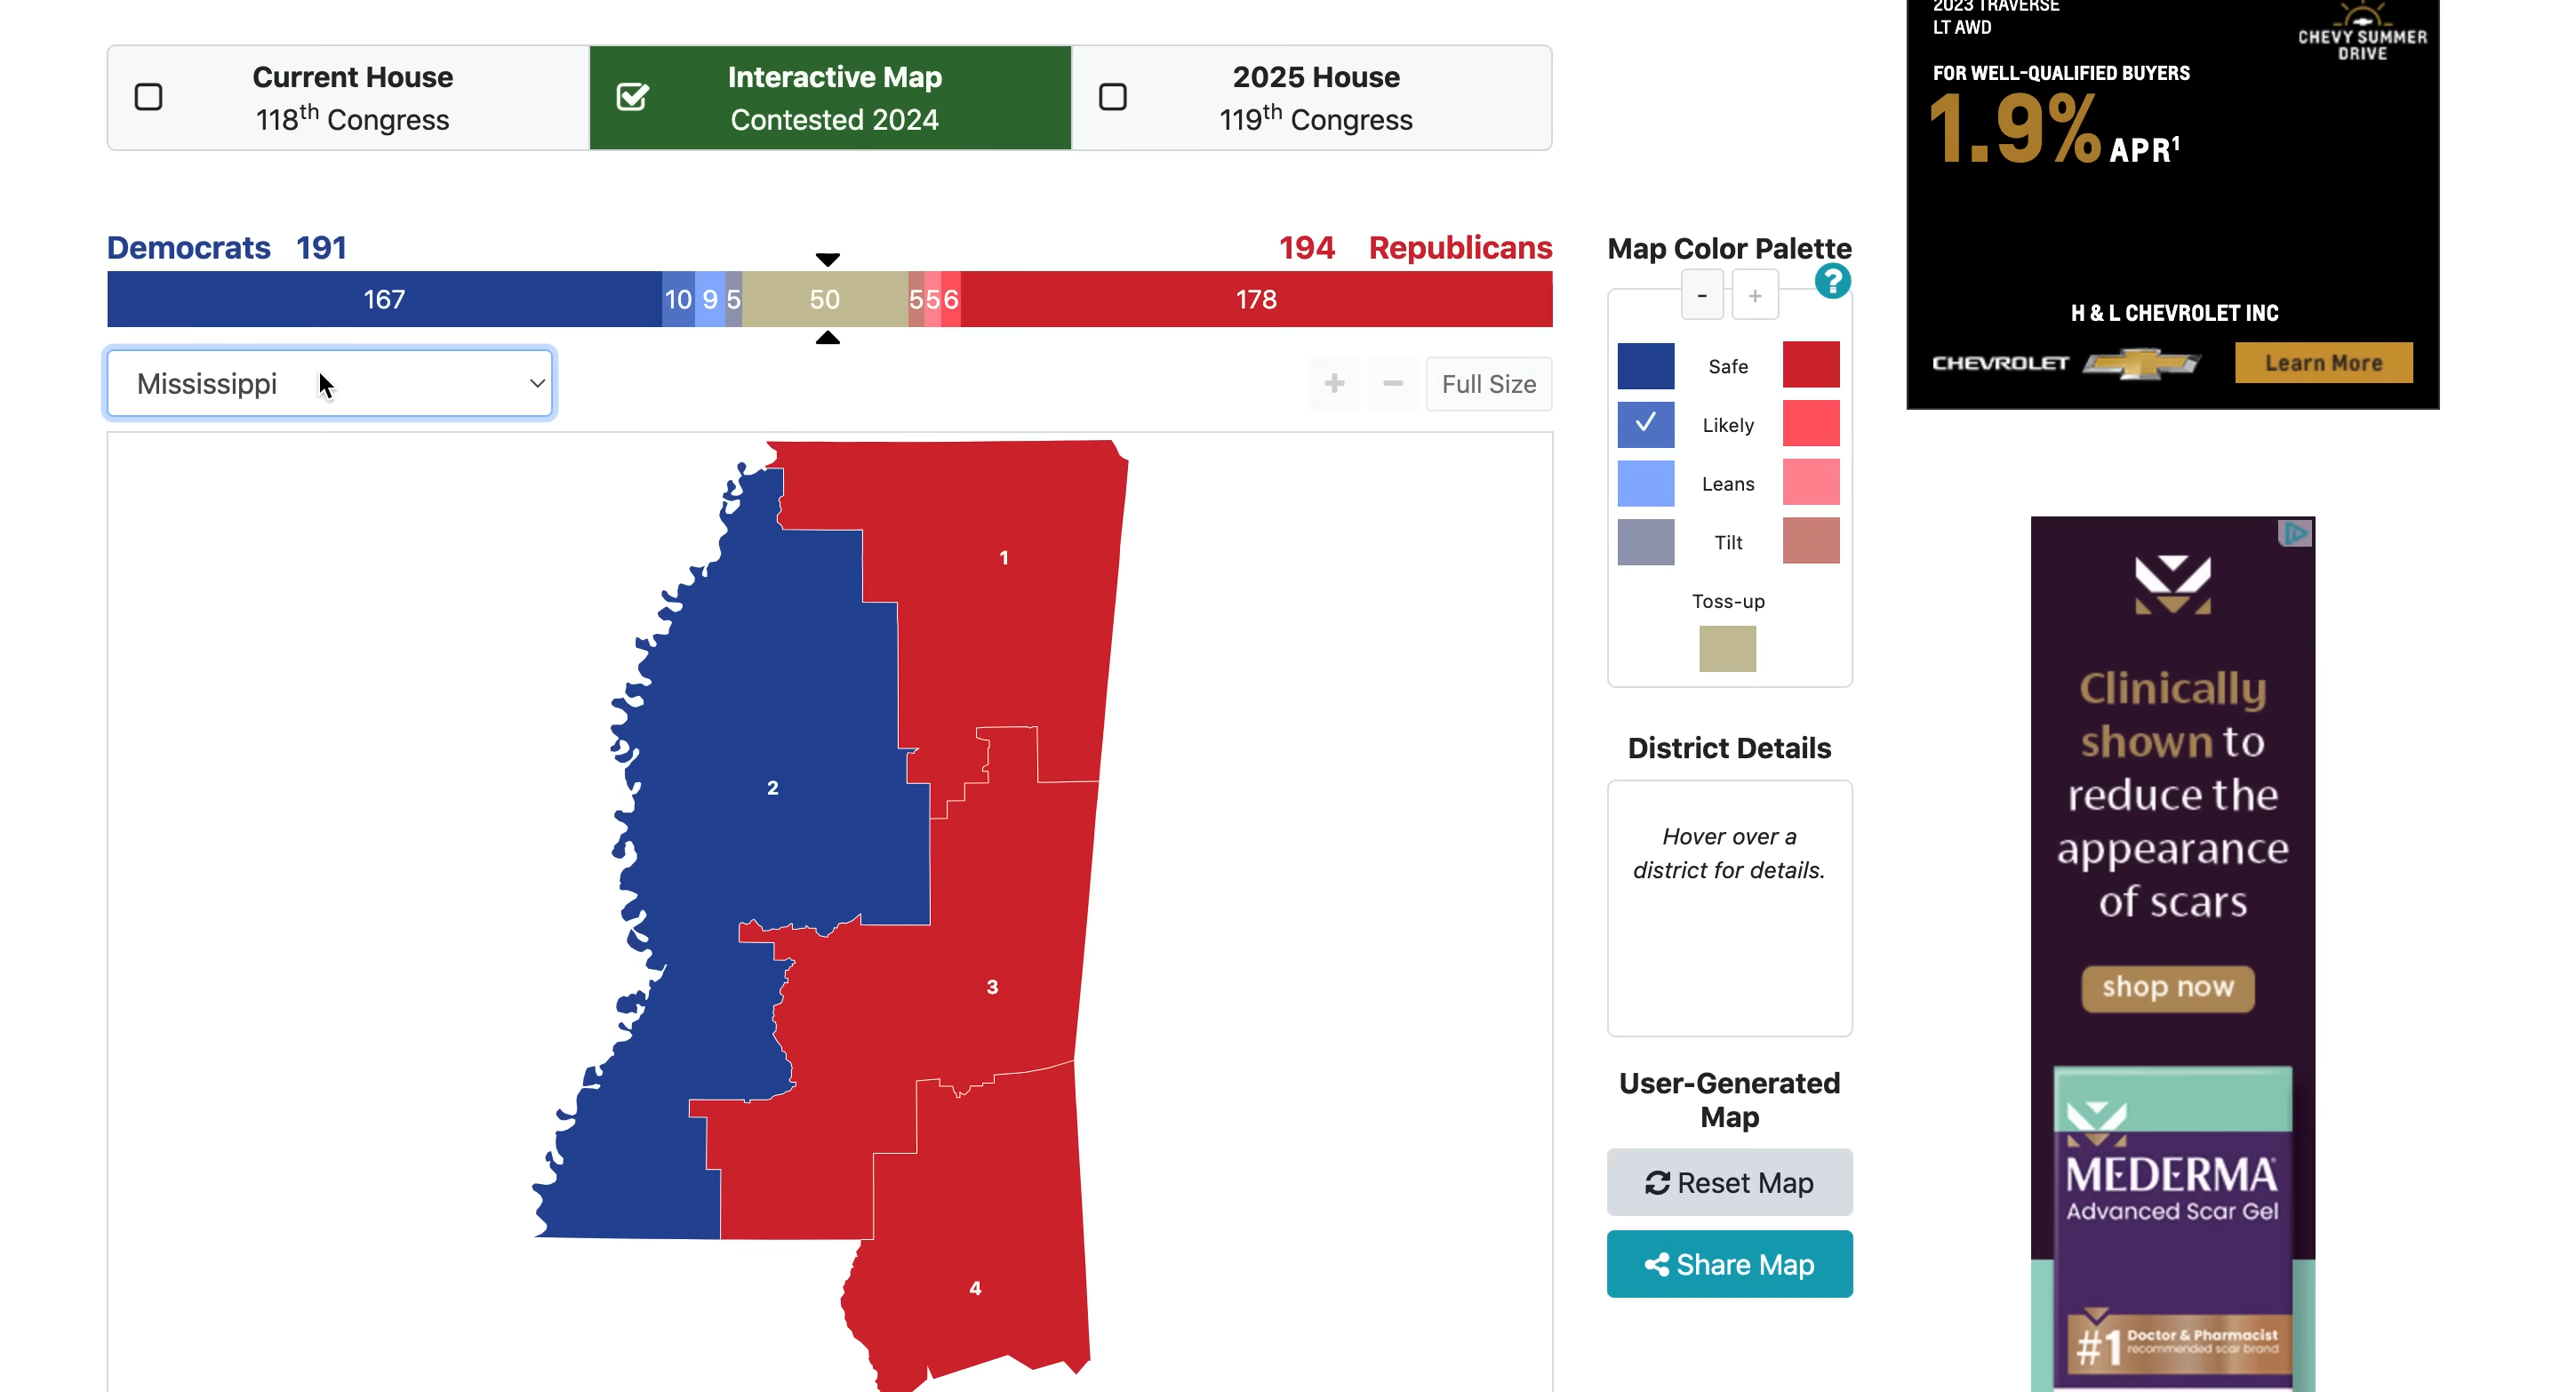 Current House
118th Congress
Interactive Map
Contested 2024
2025 House
119th Congress
Democrats 191
194 Republicans
167
10
9
5
50
5
5
6
178
Mississippi
+
−
Full Size
1
2
3
4
Map Color Palette
-
+
?
Safe
Likely
Leans
Tilt
Toss-up
District Details
Hover over a
district for details.
User-Generated
Map
Reset Map
Share Map
2023 TRAVERSE
LT AWD
CHEVY SUMMER
DRIVE
FOR WELL-QUALIFIED BUYERS
1.9% APR1
H & L CHEVROLET INC
CHEVROLET
Learn More
Clinically
shown to
reduce the
appearance
of scars
shop now
MEDERMA
Advanced Scar Gel
#1 Doctor & Pharmacist
recommended scar brand